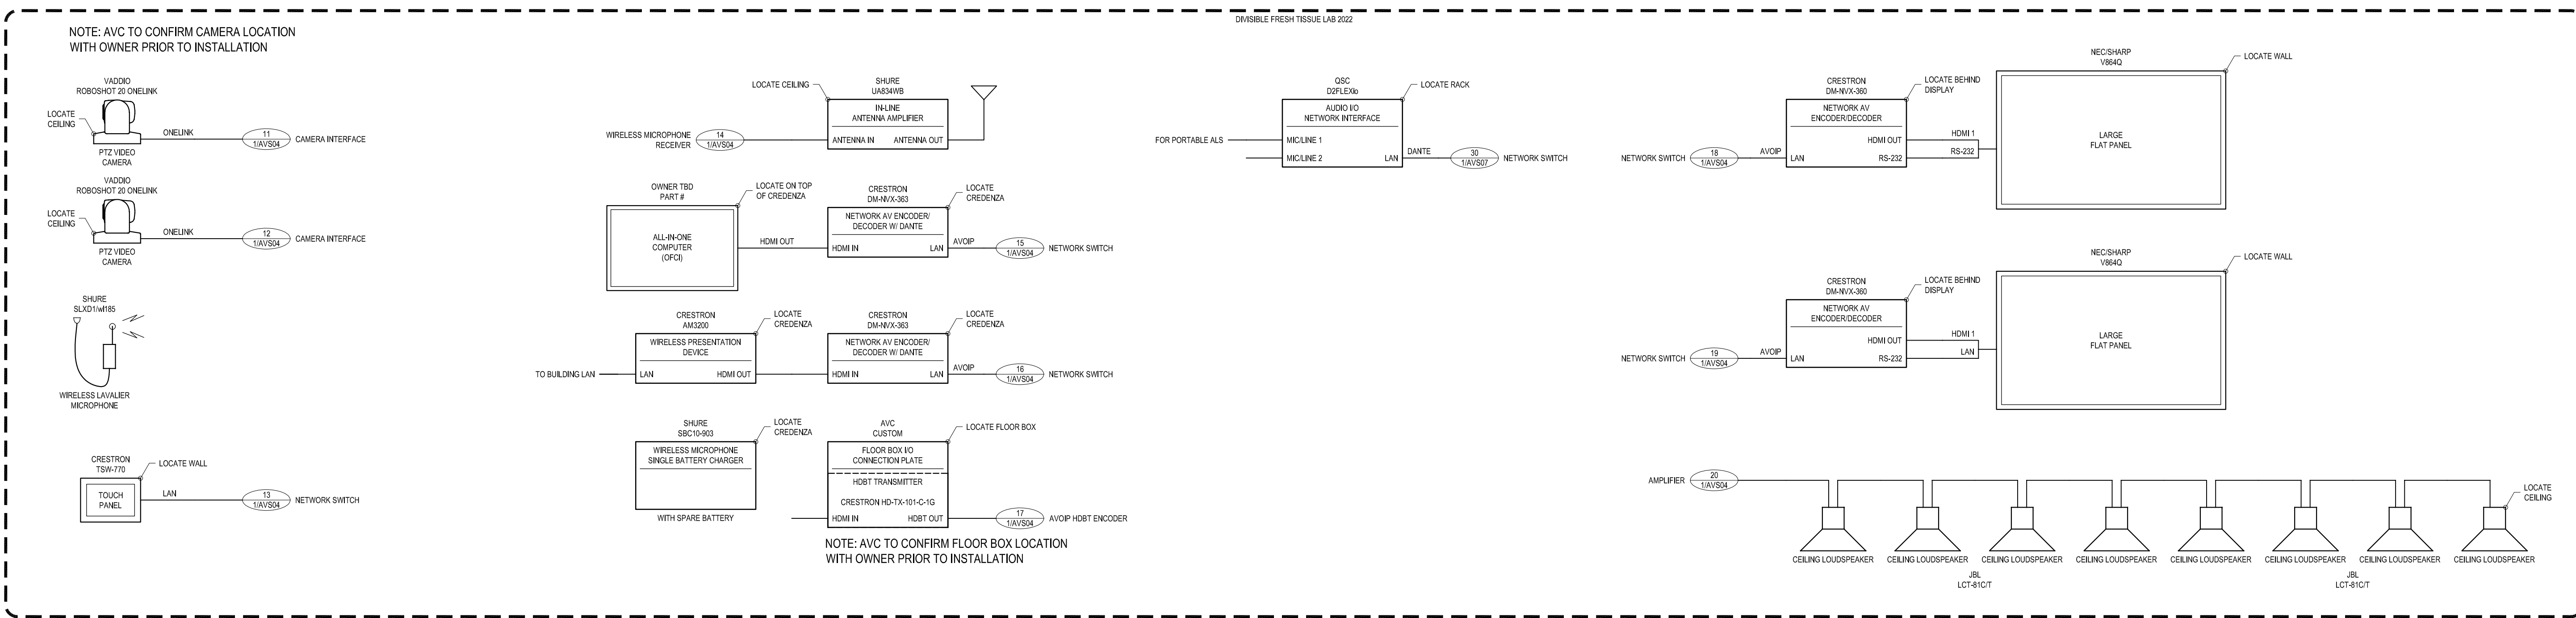 DIVISIBLE FRESH TISSUE LAB 2022
NOTE: AVC TO CONFIRM CAMERA LOCATION
WITH OWNER PRIOR TO INSTALLATION
VADDIO
ROBOSHOT 20 ONELINK
LOCATE
CEILING
ONELINK
11
1/AVS04
CAMERA INTERFACE
PTZ VIDEO
CAMERA
VADDIO
ROBOSHOT 20 ONELINK
LOCATE
CEILING
ONELINK
12
1/AVS04
CAMERA INTERFACE
PTZ VIDEO
CAMERA
SHURE
SLXD1/wl185
WIRELESS LAVALIER
MICROPHONE
CRESTRON
TSW-770
LOCATE WALL
TOUCH
PANEL
LAN
13
1/AVS04
NETWORK SWITCH
LOCATE CEILING
SHURE
UA834WB
IN-LINE
ANTENNA AMPLIFIER
WIRELESS MICROPHONE
RECEIVER
14
1/AVS04
ANTENNA IN
ANTENNA OUT
OWNER TBD
PART #
LOCATE ON TOP
OF CREDENZA
ALL-IN-ONE
COMPUTER
(OFCI)
HDMI OUT
CRESTRON
DM-NVX-363
LOCATE
CREDENZA
NETWORK AV ENCODER/
DECODER W/ DANTE
HDMI IN
LAN
AVOIP
15
1/AVS04
NETWORK SWITCH
CRESTRON
AM3200
LOCATE
CREDENZA
WIRELESS PRESENTATION
DEVICE
TO BUILDING LAN
LAN
HDMI OUT
CRESTRON
DM-NVX-363
LOCATE
CREDENZA
NETWORK AV ENCODER/
DECODER W/ DANTE
HDMI IN
LAN
AVOIP
16
1/AVS04
NETWORK SWITCH
SHURE
SBC10-903
LOCATE
CREDENZA
WIRELESS MICROPHONE
SINGLE BATTERY CHARGER
WITH SPARE BATTERY
AVC
CUSTOM
LOCATE FLOOR BOX
FLOOR BOX I/O
CONNECTION PLATE
HDBT TRANSMITTER
CRESTRON HD-TX-101-C-1G
HDMI IN
HDBT OUT
17
1/AVS04
AVOIP HDBT ENCODER
NOTE: AVC TO CONFIRM FLOOR BOX LOCATION
WITH OWNER PRIOR TO INSTALLATION
QSC
D2FLEXio
LOCATE RACK
AUDIO I/O
NETWORK INTERFACE
FOR PORTABLE ALS
MIC/LINE 1
MIC/LINE 2
LAN
DANTE
30
1/AVS07
NETWORK SWITCH
CRESTRON
DM-NVX-360
LOCATE BEHIND
DISPLAY
NETWORK AV
ENCODER/DECODER
HDMI OUT
HDMI 1
NETWORK SWITCH
18
1/AVS04
AVOIP
LAN
RS-232
RS-232
NEC/SHARP
V864Q
LOCATE WALL
LARGE
FLAT PANEL
CRESTRON
DM-NVX-360
LOCATE BEHIND
DISPLAY
NETWORK AV
ENCODER/DECODER
HDMI OUT
HDMI 1
NETWORK SWITCH
19
1/AVS04
AVOIP
LAN
RS-232
LAN
NEC/SHARP
V864Q
LOCATE WALL
LARGE
FLAT PANEL
AMPLIFIER
20
1/AVS04
LOCATE
CEILING
CEILING LOUDSPEAKER
CEILING LOUDSPEAKER
CEILING LOUDSPEAKER
CEILING LOUDSPEAKER
CEILING LOUDSPEAKER
CEILING LOUDSPEAKER
CEILING LOUDSPEAKER
CEILING LOUDSPEAKER
JBL
LCT-81C/T
JBL
LCT-81C/T